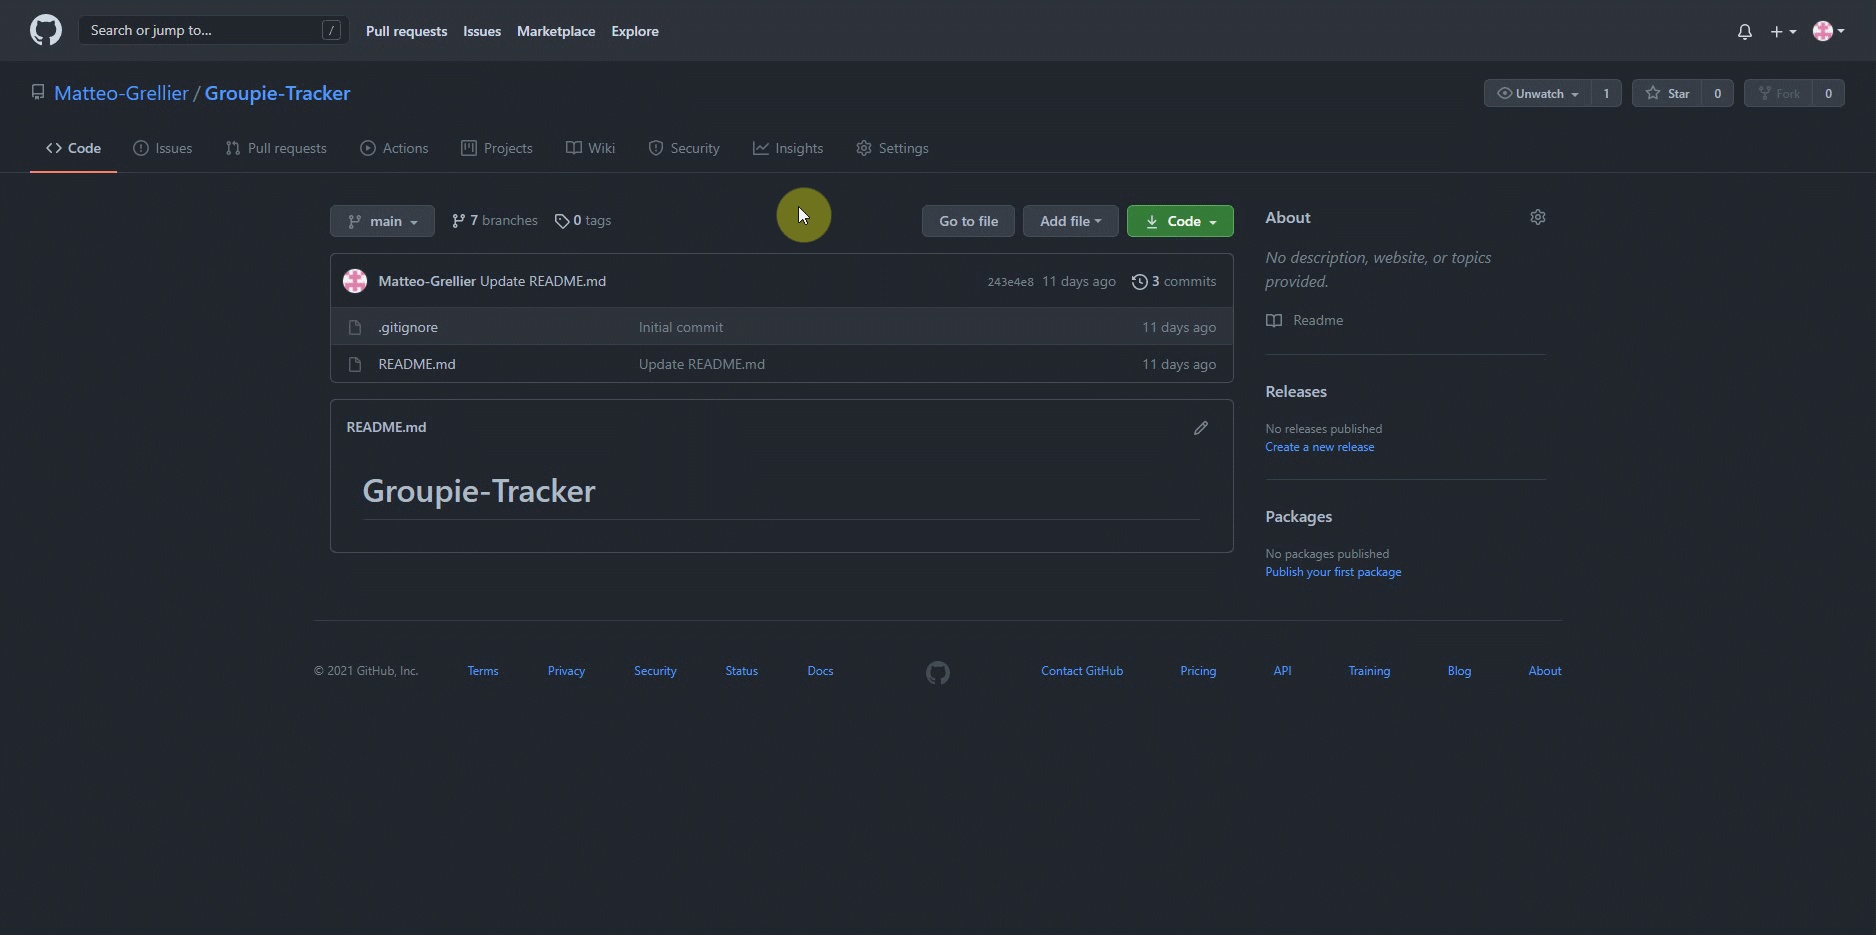 Search or jump to... / Pull requests Issues Marketplace Explore
Matteo-Grellier / Groupie-Tracker Unwatch 1 Star 0 Fork 0
Code Issues Pull requests Actions Projects Wiki Security Insights Settings
main 7 branches 0 tags Go to file Add file Code
Matteo-Grellier Update README.md 243e4e8 11 days ago 3 commits
.gitignore Initial commit 11 days ago
README.md Update README.md 11 days ago
README.md
Groupie-Tracker
About
No description, website, or topics
provided.
Readme
Releases
No releases published
Create a new release
Packages
No packages published
Publish your first package
© 2021 GitHub, Inc. Terms Privacy Security Status Docs Contact GitHub Pricing API Training Blog About